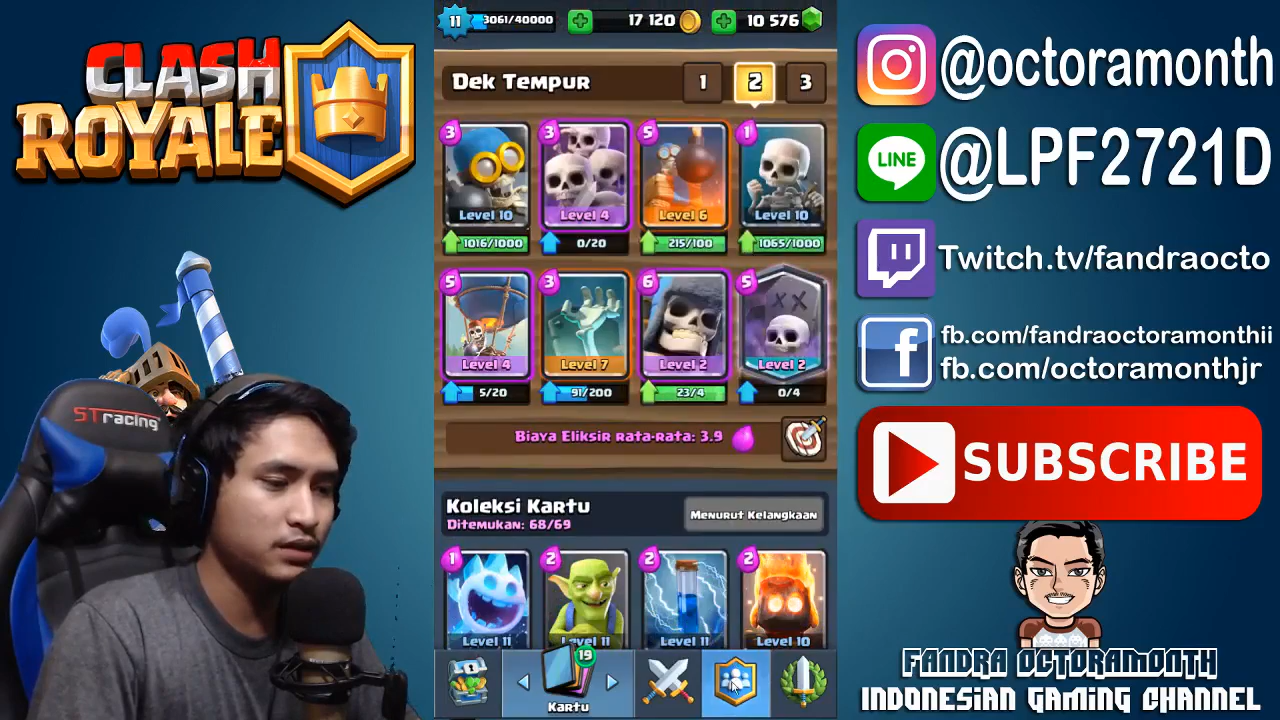 CLASH
ROYALE
STracing
11
3061/40000
17 120
10 576
Dek Tempur
1
2
3
3
3
5
1
Level 10
Level 4
Level 6
Level 10
1016/1000
0/20
215/100
1065/1000
5
3
6
5
Level 4
Level 7
Level 2
Level 2
5/20
91/200
23/4
0/4
Biaya Eliksir rata-rata: 3.9
Koleksi Kartu
Ditemukan: 68/69
Menurut Kelangkaan
1
2
2
2
Level 11
Level 11
Level 11
Level 10
19
Kartu
@octoramonth
LINE
@LPF2721D
Twitch.tv/fandraocto
fb.com/fandraoctoramonthii
fb.com/octoramonthjr
SUBSCRIBE
FANDRA OCTORAMONTH
INDONESIAN GAMING CHANNEL